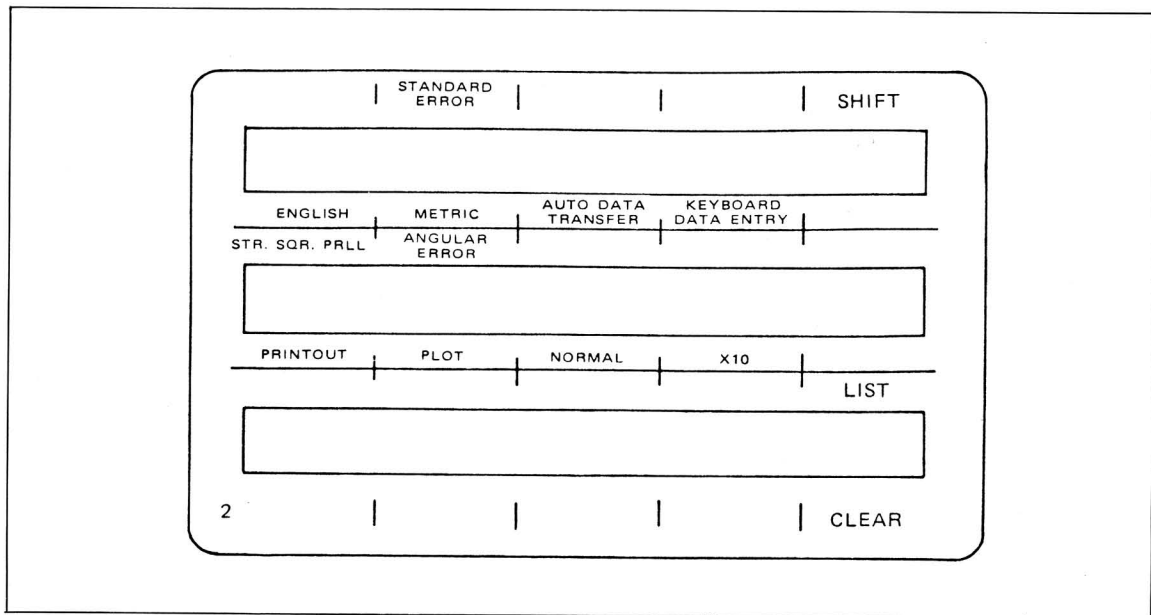 STANDARD ERROR SHIFT
ENGLISH METRIC AUTO DATA TRANSFER KEYBOARD DATA ENTRY
STR. SQR. PRLL ANGULAR ERROR
PRINTOUT PLOT NORMAL X10
LIST
2 CLEAR